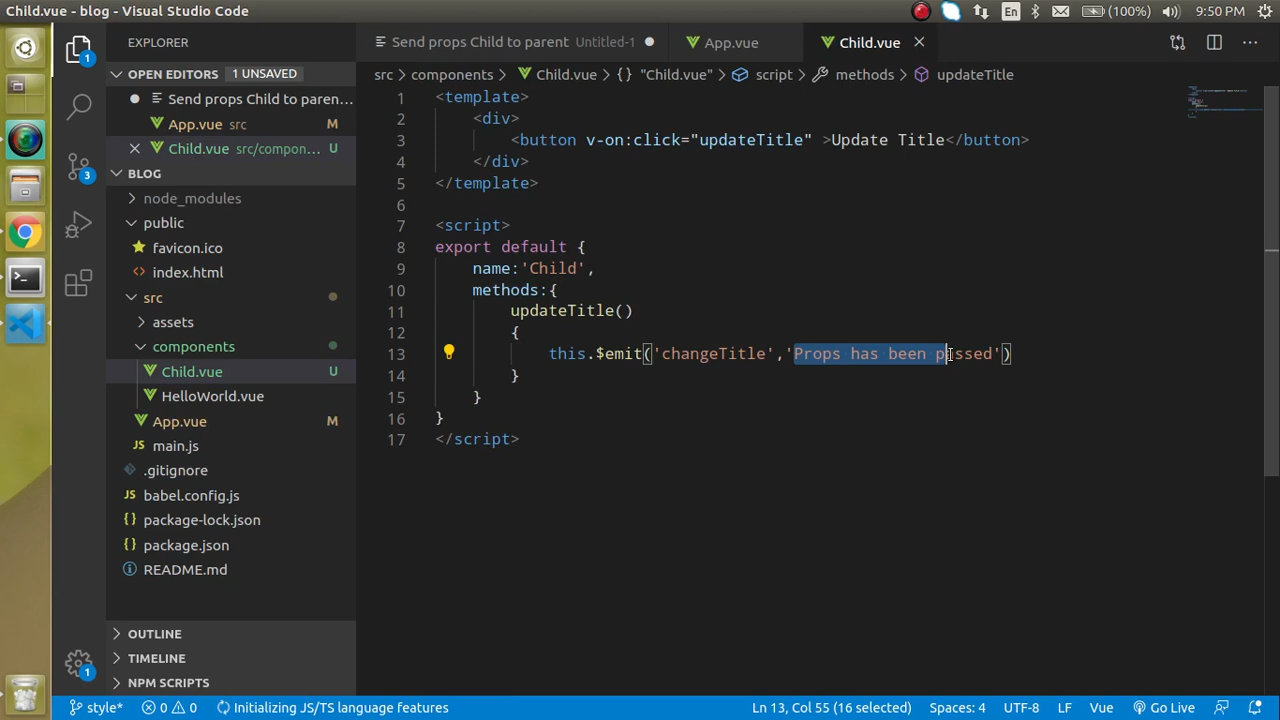 Child.vue - blog - Visual Studio Code
En
(100%)
9:50 PM
EXPLORER
OPEN EDITORS 1 UNSAVED
Send props Child to paren...
App.vue src M
Child.vue src/compon... U
BLOG
node_modules
public
favicon.ico
index.html
src
assets
components
Child.vue U
HelloWorld.vue
App.vue M
main.js
.gitignore
babel.config.js
package-lock.json
package.json
README.md
OUTLINE
TIMELINE
NPM SCRIPTS
1
3
1
Send props Child to parent Untitled-1
App.vue
Child.vue
src > components > Child.vue > {} "Child.vue" > script > methods > updateTitle
1 <template>
2 <div>
3 <button v-on:click="updateTitle" >Update Title</button>
4 </div>
5 </template>
6
7 <script>
8 export default {
9 name:'Child',
10 methods:{
11 updateTitle()
12 {
13 this.$emit('changeTitle','Props has been passed')
14 }
15 }
16 }
17 </script>
style* 0 0 Initializing JS/TS language features Ln 13, Col 55 (16 selected) Spaces: 4 UTF-8 LF Vue Go Live